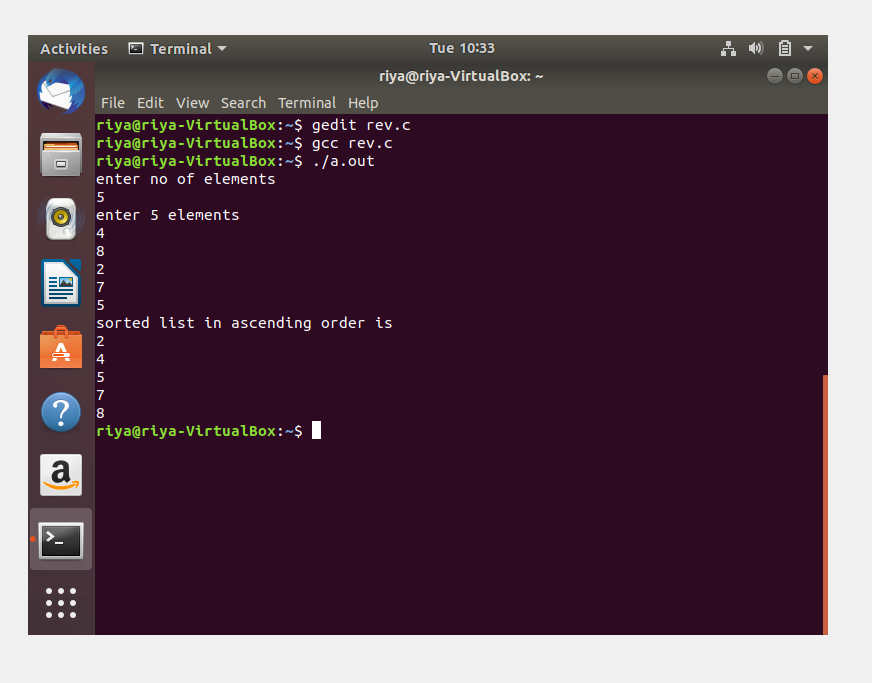 Activities Terminal Tue 10:33
riya@riya-VirtualBox: ~
File Edit View Search Terminal Help
riya@riya-VirtualBox:~$ gedit rev.c
riya@riya-VirtualBox:~$ gcc rev.c
riya@riya-VirtualBox:~$ ./a.out
enter no of elements
5
enter 5 elements
4
8
2
7
5
sorted list in ascending order is
2
4
5
7
8
riya@riya-VirtualBox:~$